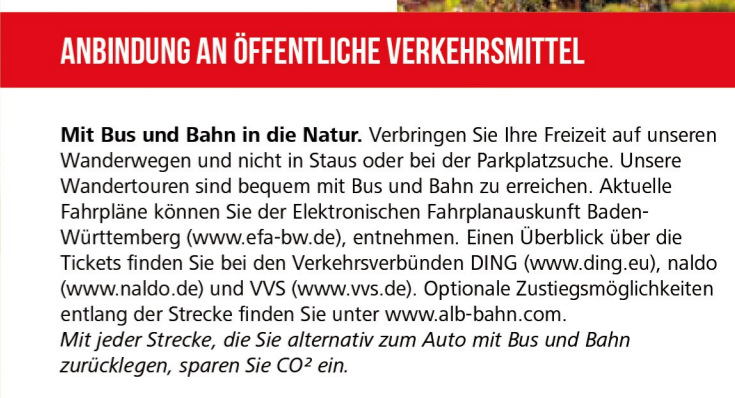 ANBINDUNG AN ÖFFENTLICHE VERKEHRSMITTEL
Mit Bus und Bahn in die Natur. Verbringen Sie Ihre Freizeit auf unseren
Wanderwegen und nicht in Staus oder bei der Parkplatzsuche. Unsere
Wandertouren sind bequem mit Bus und Bahn zu erreichen. Aktuelle
Fahrpläne können Sie der Elektronischen Fahrplanauskunft Baden-
Württemberg (www.efa-bw.de), entnehmen. Einen Überblick über die
Tickets finden Sie bei den Verkehrsverbünden DING (www.ding.eu), naldo
(www.naldo.de) und VVS (www.vvs.de). Optionale Zustiegsmöglichkeiten
entlang der Strecke finden Sie unter www.alb-bahn.com.
Mit jeder Strecke, die Sie alternativ zum Auto mit Bus und Bahn
zurücklegen, sparen Sie CO² ein.